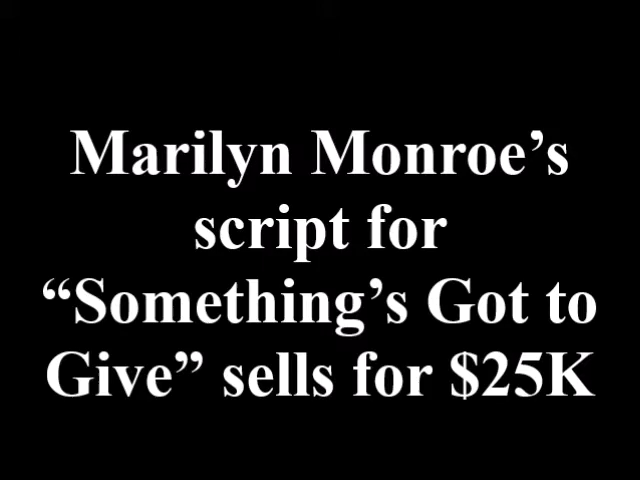 Marilyn Monroe’s
script for
“Something’s Got to
Give” sells for $25K